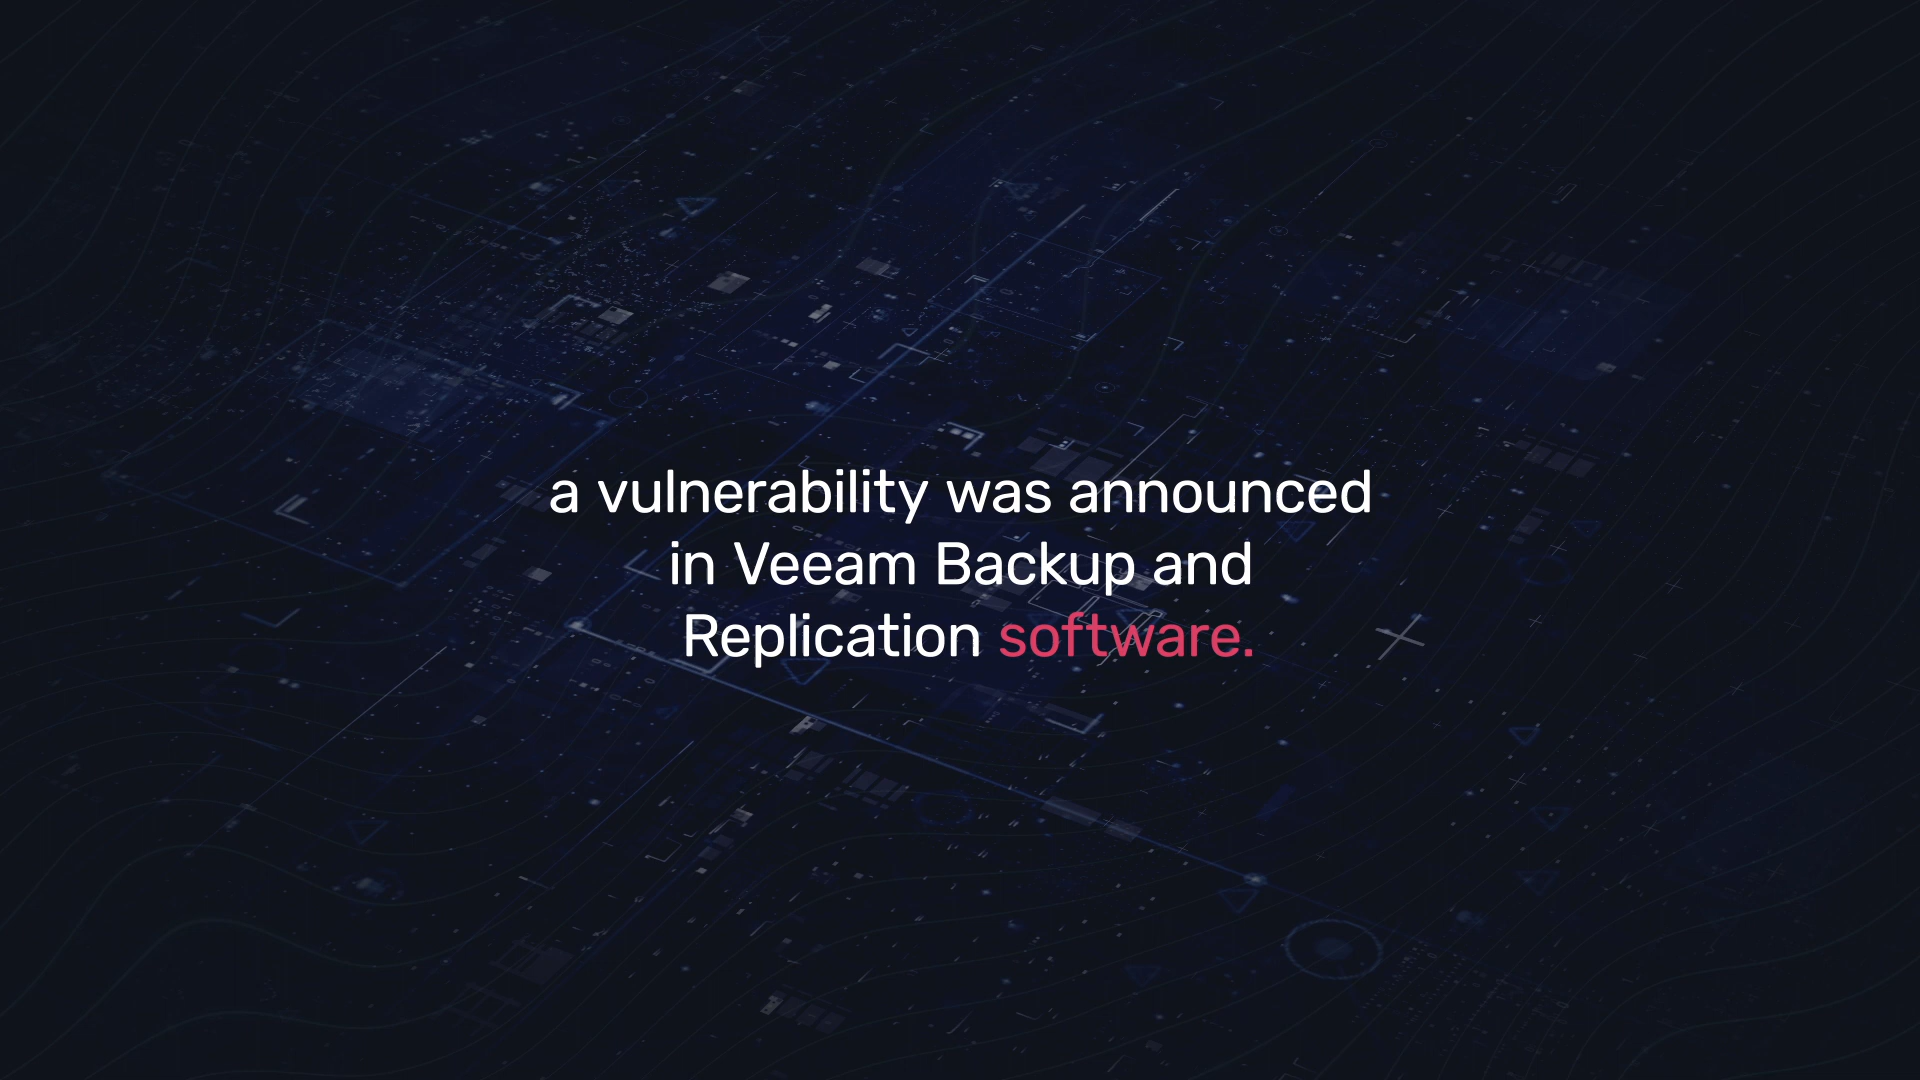 a vulnerability was announced
in Veeam Backup and
Replication software.